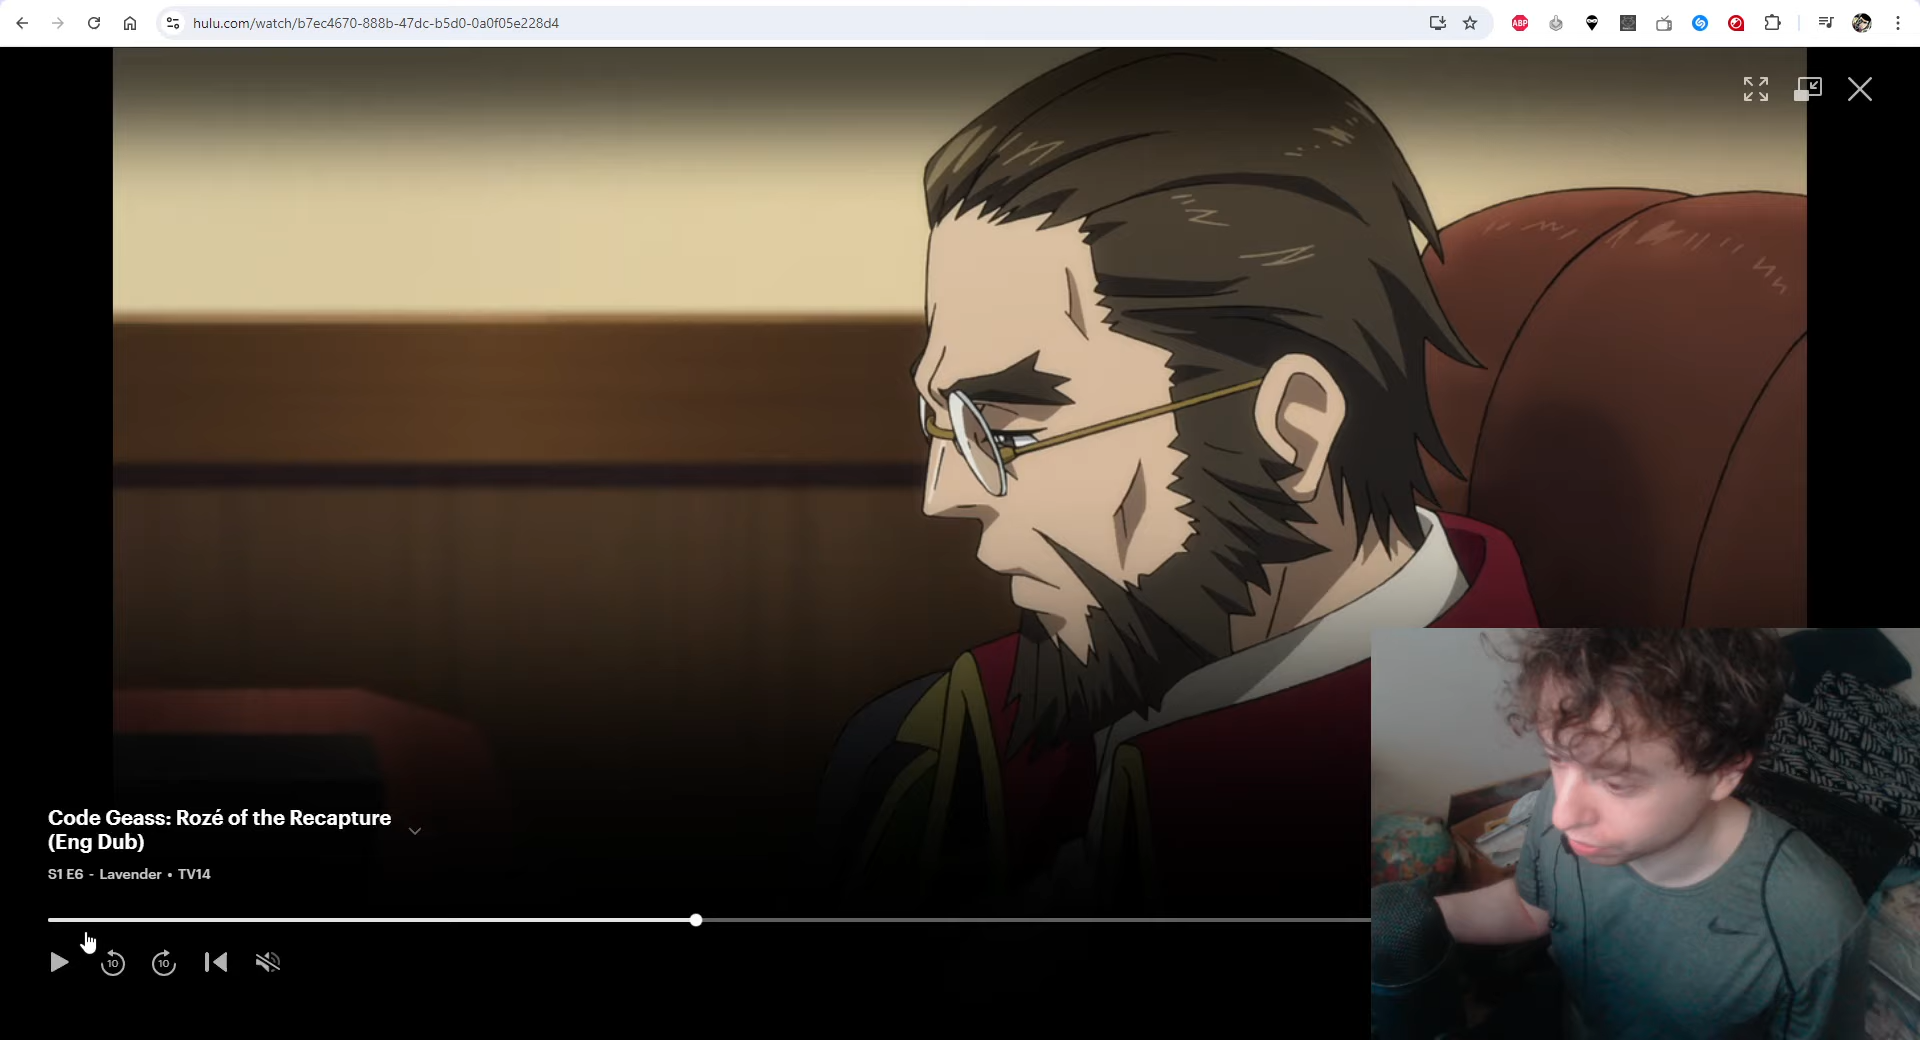 hulu.com/watch/b7ec4670-888b-47dc-b5d0-0a0f05e228d4
ABP
Code Geass: Rozé of the Recapture
(Eng Dub)
S1 E6 - Lavender • TV14
10
10